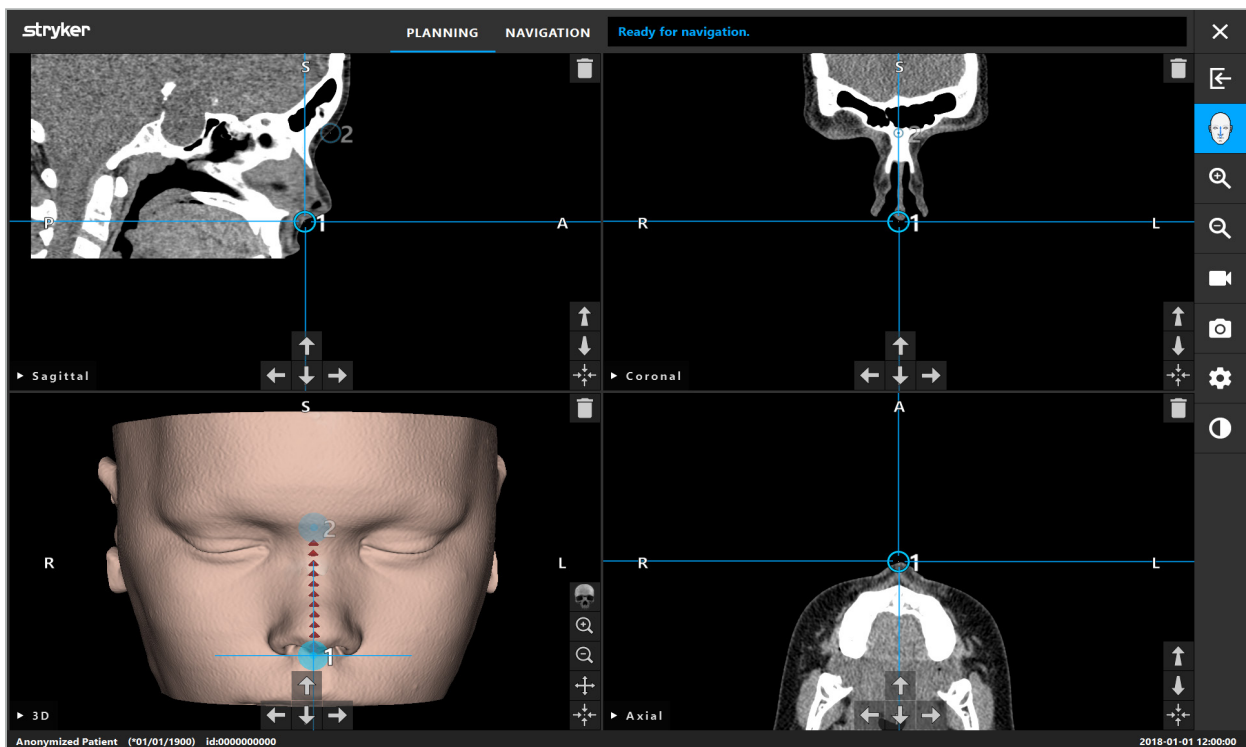 stryker
PLANNING NAVIGATION Ready for navigation.
S S
2 2
P 1 A R 1 L
Sagittal Coronal
S A
2
R L R 1 L
1
3D Axial
Anonymized Patient (*01/01/1900) id:0000000000 2018-01-01 12:00:00